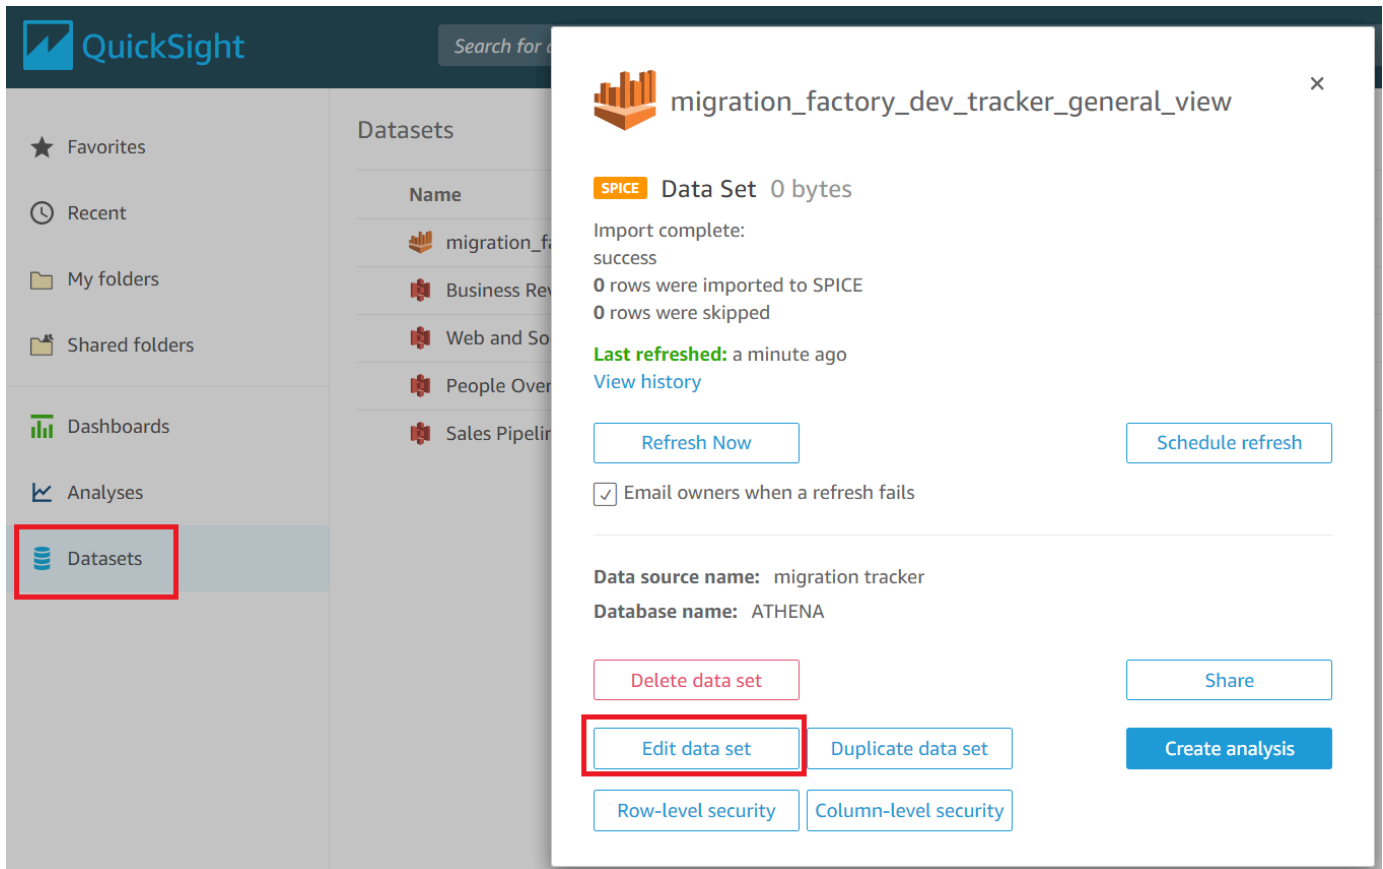 QuickSight
Search for
Favorites
Recent
My folders
Shared folders
Dashboards
Analyses
Datasets
Datasets
Name
migration_fa
Business Rev
Web and So
People Over
Sales Pipelin
migration_factory_dev_tracker_general_view
SPICE Data Set 0 bytes
Import complete:
success
0 rows were imported to SPICE
0 rows were skipped
Last refreshed: a minute ago
View history
Refresh Now Schedule refresh
Email owners when a refresh fails
Data source name: migration tracker
Database name: ATHENA
Delete data set Share
Edit data set Duplicate data set Create analysis
Row-level security Column-level security